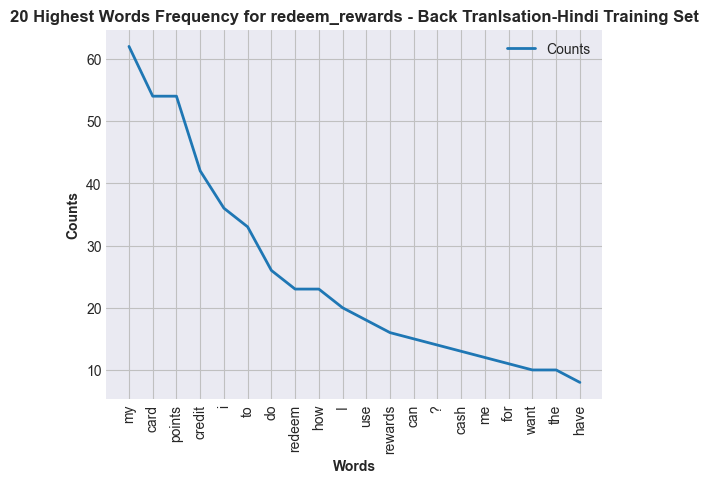 20 Highest Words Frequency for redeem_rewards - Back Tranlsation-Hindi Training Set
Counts
60
50
40
30
20
10
Counts
my
card
points
credit
i
to
do
redeem
how
I
use
rewards
can
?
cash
me
for
want
the
have
Words